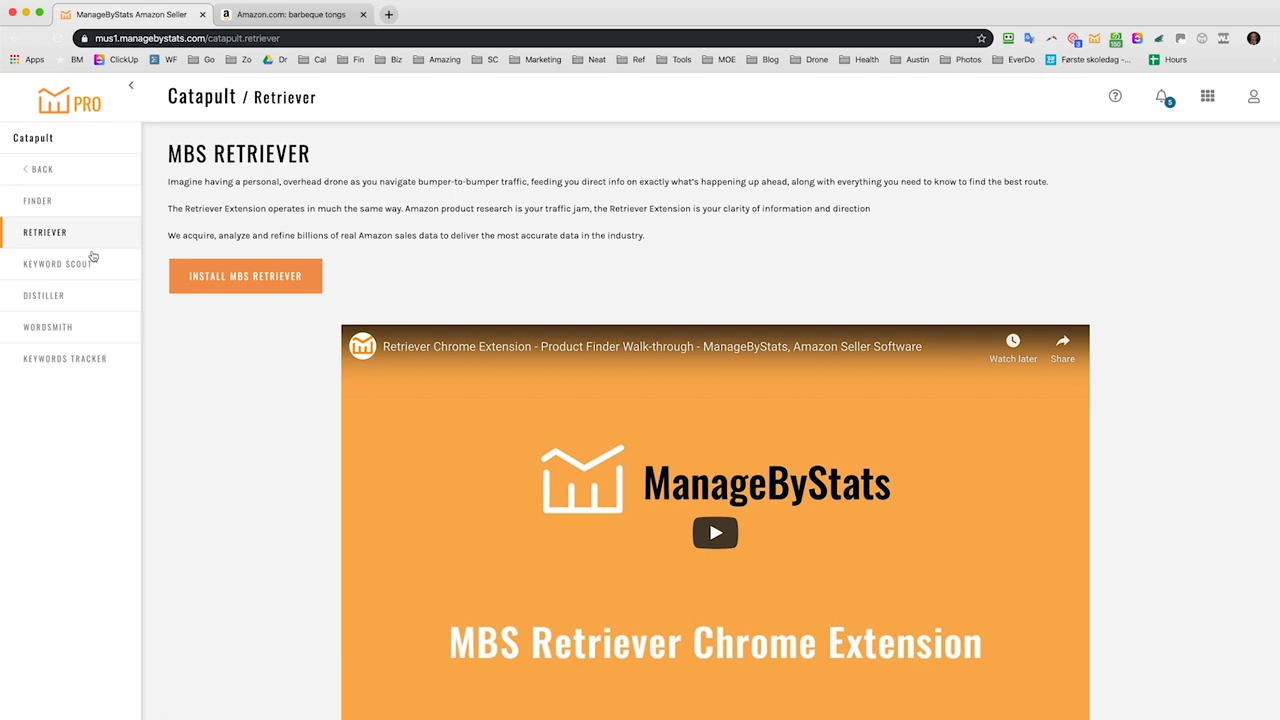 ManageByStats Amazon Seller
Amazon.com: barbeque tongs
mus1.managebystats.com/catapult.retriever
Apps
BM
ClickUp
WF
Go
Zo
Dr
Cal
Fin
Biz
Amazing
SC
Marketing
Neat
Ref
Tools
MOE
Blog
Drone
Health
Austin
Photos
EverDo
Første skoledag -...
Hours
PRO
Catapult / Retriever
5
Catapult
BACK
FINDER
RETRIEVER
KEYWORD SCOUT
DISTILLER
WORDSMITH
KEYWORDS TRACKER
MBS RETRIEVER
Imagine having a personal, overhead drone as you navigate bumper-to-bumper traffic, feeding you direct info on exactly what's happening up ahead, along with everything you need to know to find the best route.
The Retriever Extension operates in much the same way. Amazon product research is your traffic jam, the Retriever Extension is your clarity of information and direction
We acquire, analyze and refine billions of real Amazon sales data to deliver the most accurate data in the industry.
INSTALL MBS RETRIEVER
Retriever Chrome Extension - Product Finder Walk-through - ManageByStats, Amazon Seller Software
Watch later
Share
ManageByStats
MBS Retriever Chrome Extension